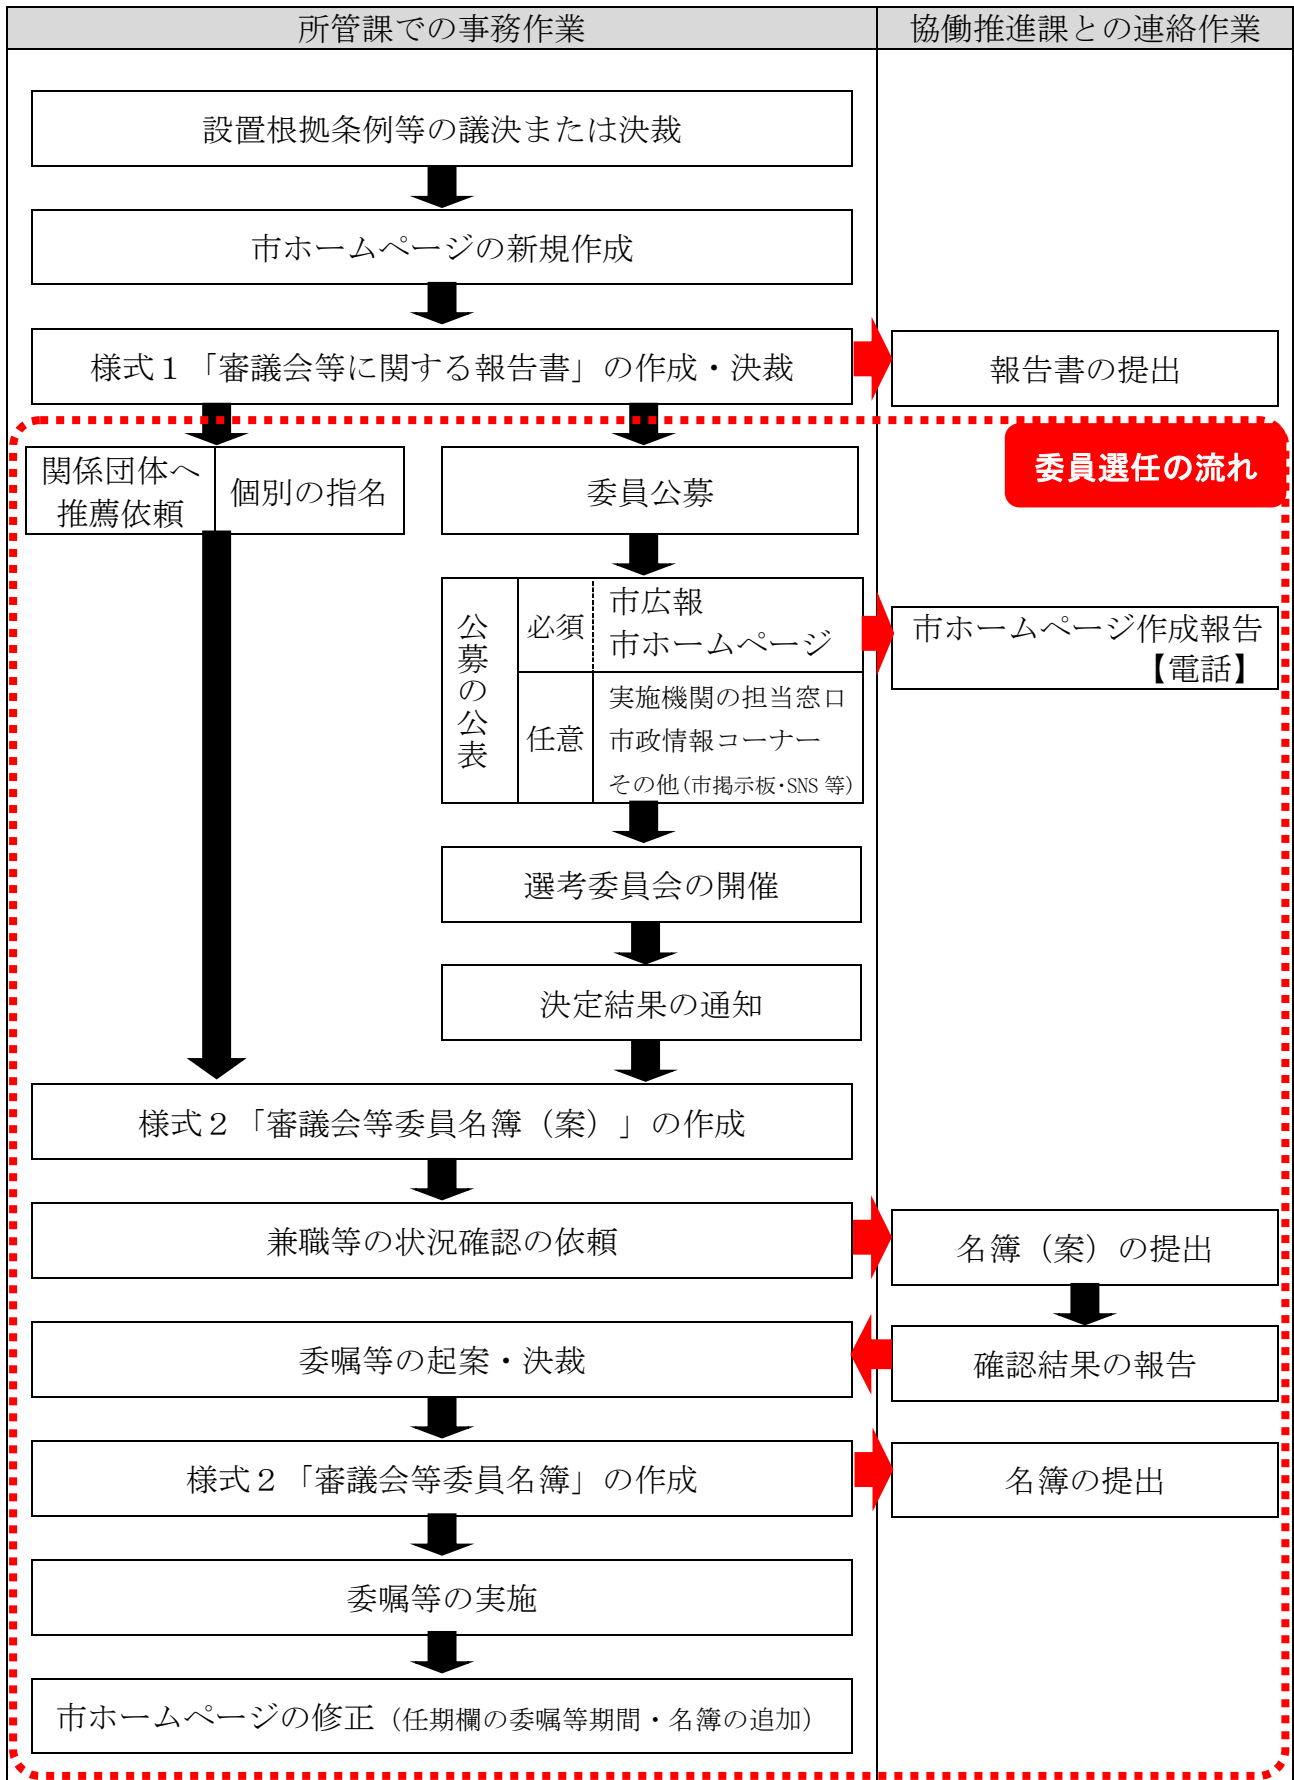 所管課での事務作業
協働推進課との連絡作業
設置根拠条例等の議決または決裁
市ホームページの新規作成
様式１「審議会等に関する報告書」の作成・決裁
報告書の提出
委員選任の流れ
関係団体へ
推薦依頼
個別の指名
委員公募
公募の公表
必須
市広報
市ホームページ
市ホームページ作成報告
【電話】
任意
実施機関の担当窓口
市政情報コーナー
その他(市掲示板・SNS 等)
選考委員会の開催
決定結果の通知
様式２「審議会等委員名簿（案）」の作成
兼職等の状況確認の依頼
名簿（案）の提出
委嘱等の起案・決裁
確認結果の報告
様式２「審議会等委員名簿」の作成
名簿の提出
委嘱等の実施
市ホームページの修正（任期欄の委嘱等期間・名簿の追加）